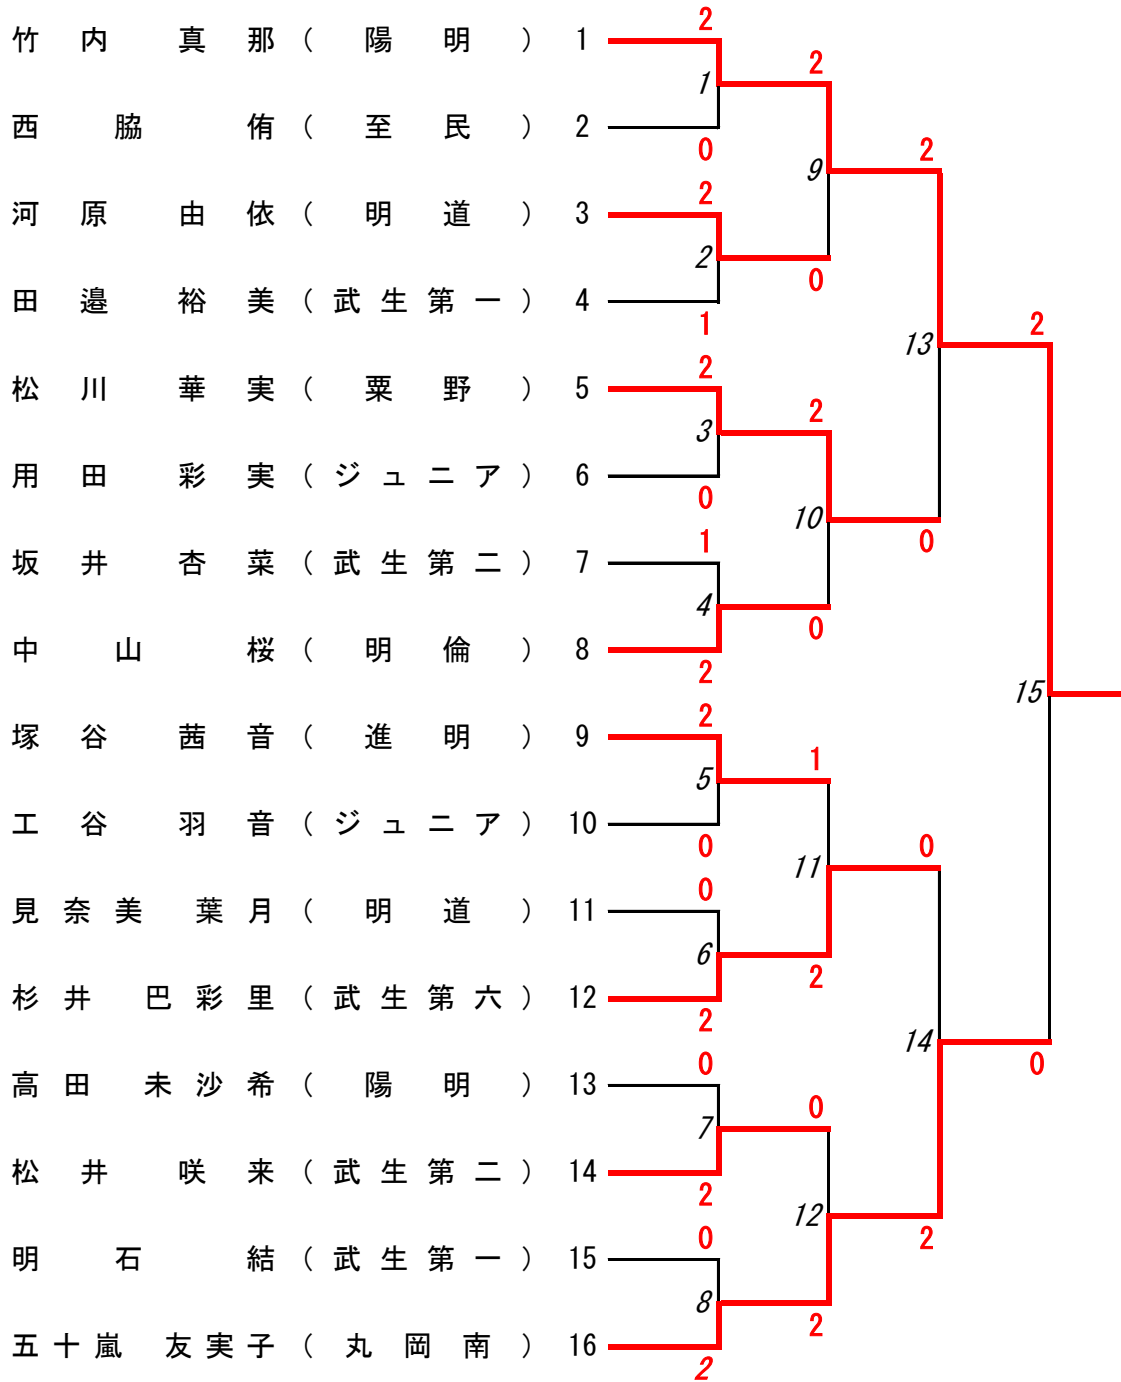 2
竹内 真那 ( 陽明 ) 1
2
1
西脇 侑 ( 至民 ) 2
0
2
9
河原 由依 ( 明道 ) 3
2
2
0
田邉 裕美 ( 武生第一 ) 4
1
2
13
2
松川 華実 ( 粟野 ) 5
2
3
用田 彩実 ( ジュニア ) 6
0
10
坂井 杏菜 ( 武生第二 ) 7
1
0
4
0
中山 桜 ( 明倫 ) 8
2
15
2
塚谷 茜音 ( 進明 ) 9
1
5
工谷 羽音 ( ジュニア ) 10
0
0
11
0
見奈美 葉月 ( 明道 ) 11
6
2
杉井 巴彩里 ( 武生第六 ) 12
2
14
0
0
高田 未沙希 ( 陽明 ) 13
0
7
松井 咲来 ( 武生第二 ) 14
2
12
0
2
明石 結 ( 武生第一 ) 15
8
2
五十嵐 友実子 ( 丸岡南 ) 16
2